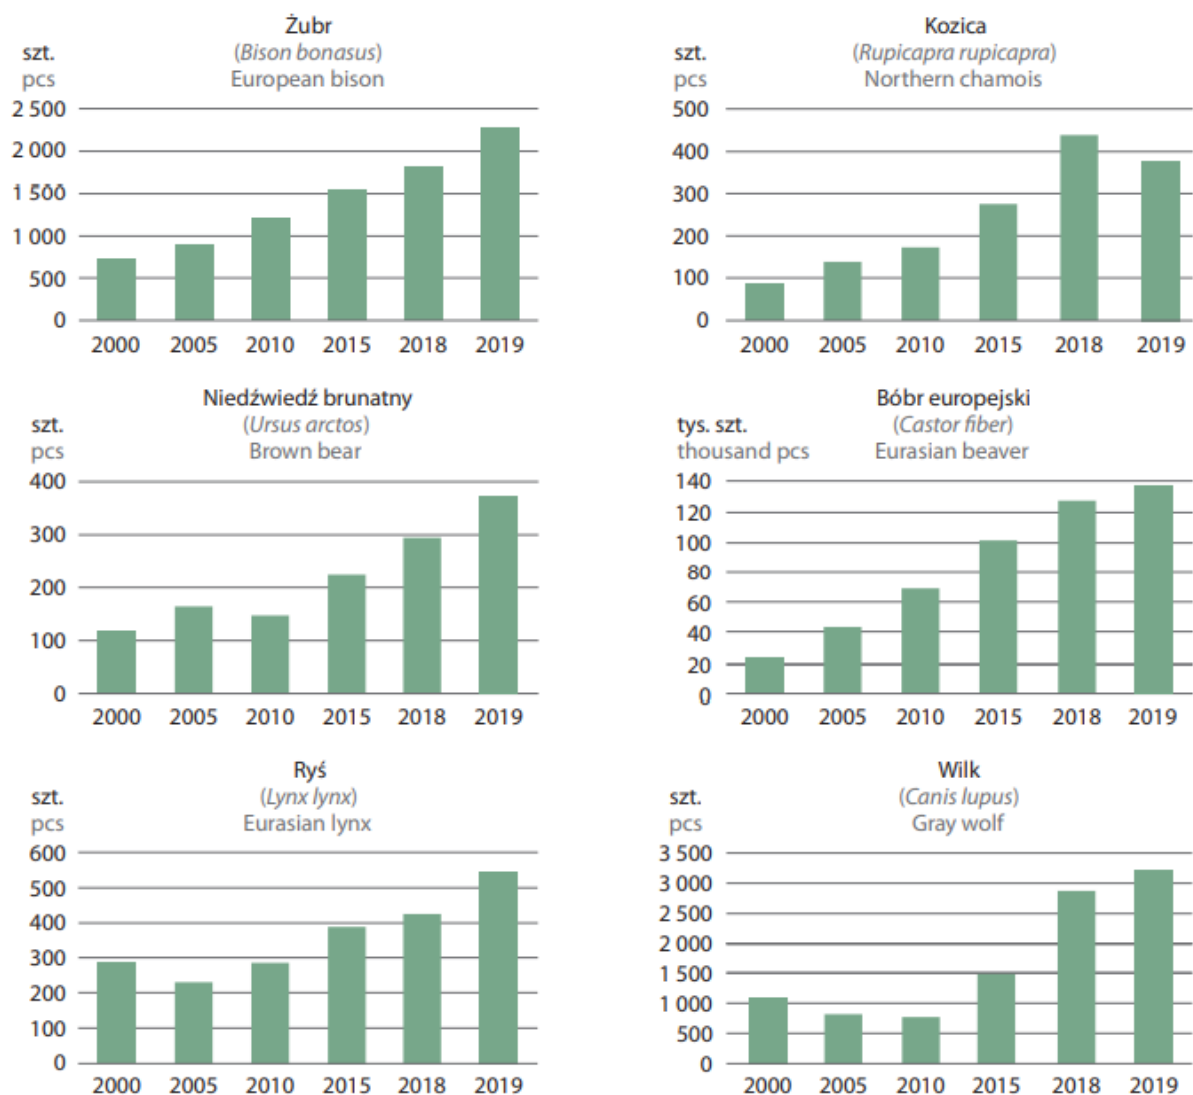 Żubr
(Bison bonasus)
European bison
szt.
pcs
2 500
2 000
1 500
1 000
500
0
2000 2005 2010 2015 2018 2019
Kozica
(Rupicapra rupicapra)
Northern chamois
szt.
pcs
500
400
300
200
100
0
2000 2005 2010 2015 2018 2019
Niedźwiedź brunatny
(Ursus arctos)
Brown bear
szt.
pcs
400
300
200
100
0
2000 2005 2010 2015 2018 2019
Bóbr europejski
(Castor fiber)
Eurasian beaver
tys. szt.
thousand pcs
140
120
100
80
60
40
20
0
2000 2005 2010 2015 2018 2019
Ryś
(Lynx lynx)
Eurasian lynx
szt.
pcs
600
500
400
300
200
100
0
2000 2005 2010 2015 2018 2019
Wilk
(Canis lupus)
Gray wolf
szt.
pcs
3 500
3 000
2 500
2 000
1 500
1 000
500
0
2000 2005 2010 2015 2018 2019